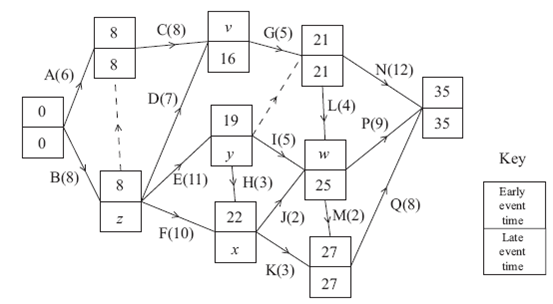 8
8
C(8)
v
16
G(5)
21
21
N(12)
A(6)
0
0
D(7)
L(4)
P(9)
35
35
B(8)
8
z
E(11)
19
y
I(5)
w
25
H(3)
F(10)
22
x
J(2)
M(2)
Q(8)
K(3)
27
27
Key
Early
event
time
Late
event
time